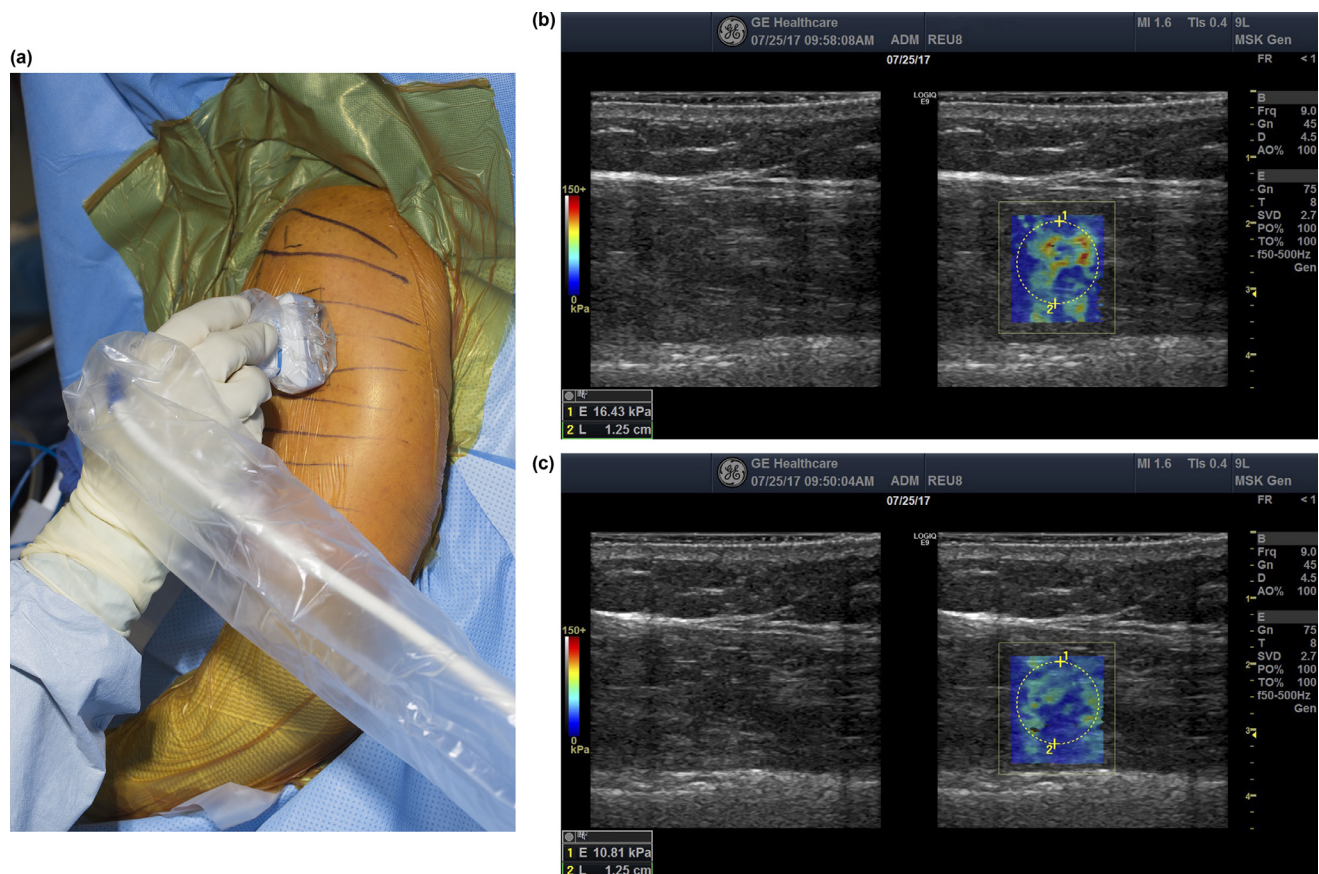 (a)
(b)
GE Healthcare
07/25/17 09:58:08AM ADM REU8
MI 1.6 TIs 0.4 9L
MSK Gen
07/25/17
FR < 1
LOGIQ
E9
B
Frq 9.0
Gn 45
D 4.5
AO% 100
E
Gn 75
T 8
SVD 2.7
PO% 100
TO% 100
f50-500Hz
Gen
150+
0
kPa
1
2
3
4
1
2
1 E 16.43 kPa
2 L 1.25 cm
(c)
GE Healthcare
07/25/17 09:50:04AM ADM REU8
MI 1.6 TIs 0.4 9L
MSK Gen
07/25/17
FR < 1
LOGIQ
E9
B
Frq 9.0
Gn 45
D 4.5
AO% 100
E
Gn 75
T 8
SVD 2.7
PO% 100
TO% 100
f50-500Hz
Gen
150+
0
kPa
1
2
3
4
1
2
1 E 10.81 kPa
2 L 1.25 cm